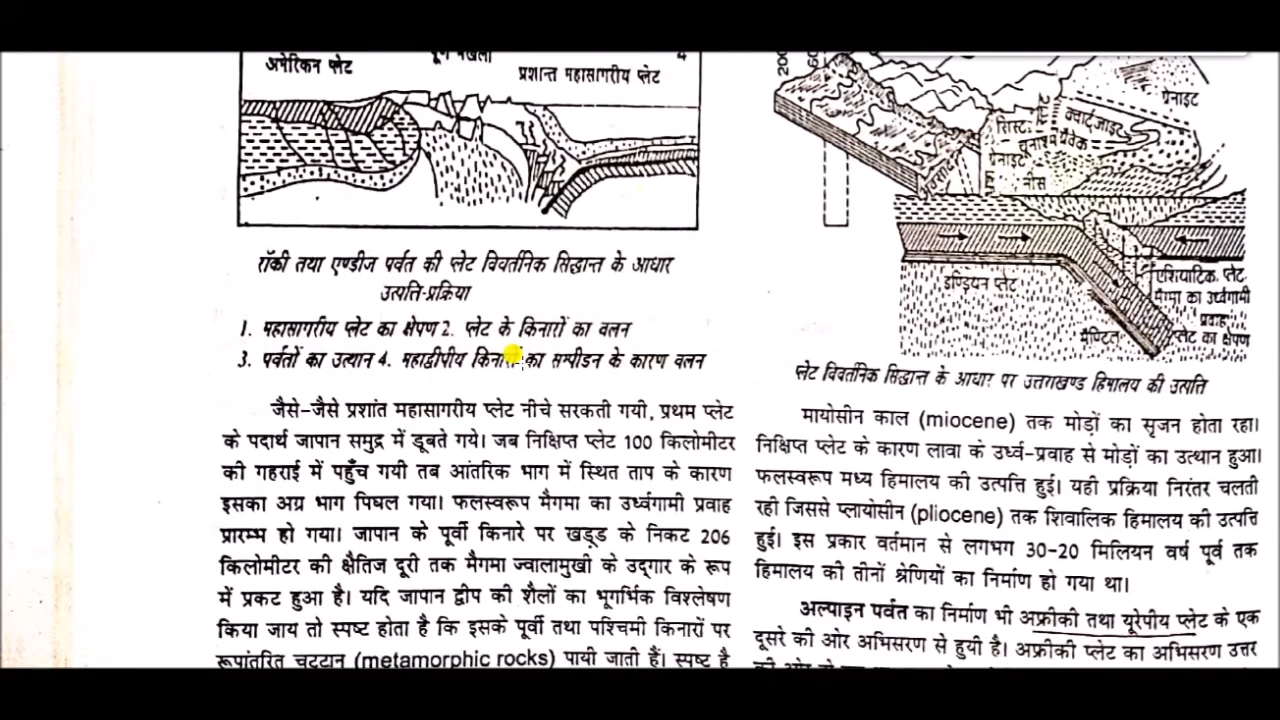 अमेरिकन प्लेट
4
प्रशान्त महासागरीय प्लेट
रॉकी तथा एण्डीज पर्वत की प्लेट विवर्तनिक सिद्धान्त के आधार
उत्पति-प्रक्रिया
1. महासागरीय प्लेट का क्षेपण 2. प्लेट के किनारों का वलन
3. पर्वतों का उत्थान 4. महाद्वीपीय किनारों का सम्पीडन के कारण वलन
जैसे-जैसे प्रशांत महासागरीय प्लेट नीचे सरकती गयी, प्रथम प्लेट
के पदार्थ जापान समुद्र में डूबते गये। जब निक्षिप्त प्लेट 100 किलोमीटर
की गहराई में पहुँच गयी तब आंतरिक भाग में स्थित ताप के कारण
इसका अग्र भाग पिघल गया। फलस्वरूप मैगमा का उर्ध्वगामी प्रवाह
प्रारम्भ हो गया। जापान के पूर्वी किनारे पर खड्ड के निकट 206
किलोमीटर की क्षैतिज दूरी तक मैगमा ज्वालामुखी के उद्गार के रूप
में प्रकट हुआ है। यदि जापान द्वीप की शैलों का भूगर्भिक विश्लेषण
किया जाय तो स्पष्ट होता है कि इसके पूर्वी तथा पश्चिमी किनारों पर
रूपांतरित चट्टान (metamorphic rocks) पायी जाती हैं। स्पष्ट है
200
ग्रेनाइट
क्वार्ट्जाइट
सिस्ट
ग्रेनाइट
नीस
इण्डियन प्लेट
एशियाटिक प्लेट
मैग्मा का उर्ध्वगामी
प्रवाह
प्लेट का क्षेपण
मैण्टिल
प्लेट विवर्तनिक सिद्धान्त के आधार पर उत्तराखण्ड हिमालय की उत्पत्ति
मायोसीन काल (miocene) तक मोड़ों का सृजन होता रहा।
निक्षिप्त प्लेट के कारण लावा के उर्ध्व-प्रवाह से मोड़ों का उत्थान हुआ।
फलस्वरूप मध्य हिमालय की उत्पत्ति हुई। यही प्रक्रिया निरंतर चलती
रही जिससे प्लायोसीन (pliocene) तक शिवालिक हिमालय की उत्पत्ति
हुई। इस प्रकार वर्तमान से लगभग 30-20 मिलियन वर्ष पूर्व तक
हिमालय की तीनों श्रेणियों का निर्माण हो गया था।
अल्पाइन पर्वत का निर्माण भी अफ्रीकी तथा यूरेपीय प्लेट के एक
दूसरे की ओर अभिसरण से हुयी है। अफ्रीकी प्लेट का अभिसरण उत्तर